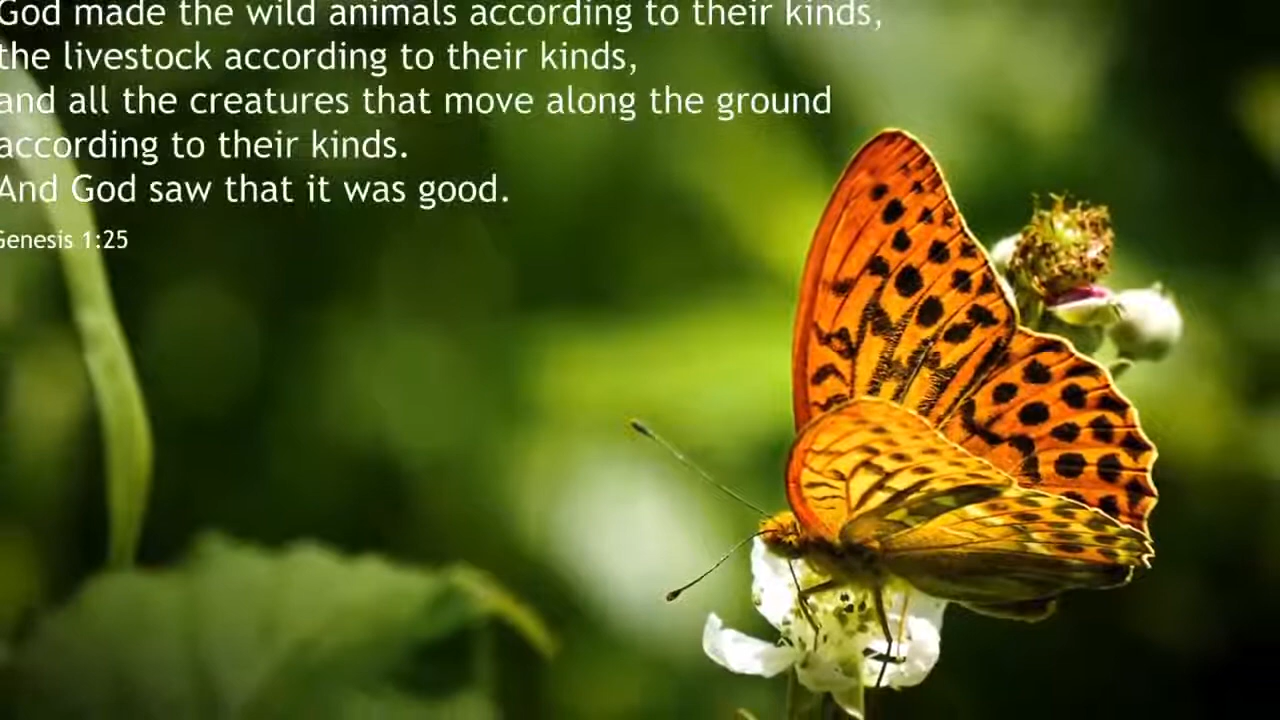 God made the wild animals according to their kinds,
the livestock according to their kinds,
and all the creatures that move along the ground
according to their kinds.
And God saw that it was good.
Genesis 1:25